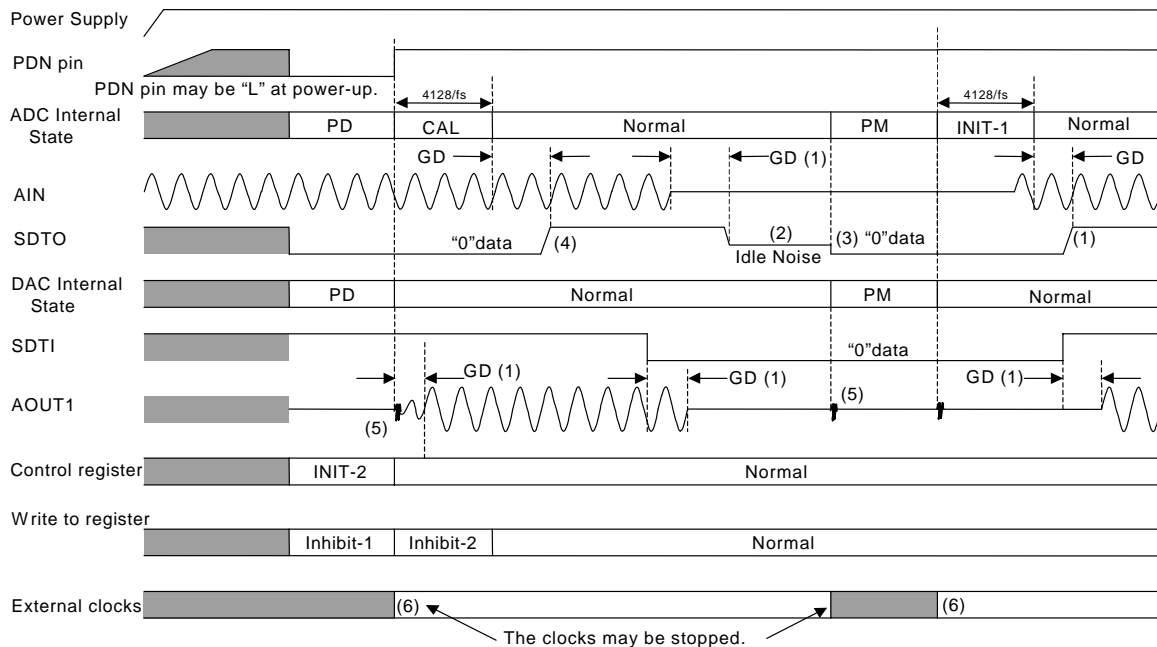 Power Supply
PDN pin
PDN pin may be “L” at power-up.
4128/fs
4128/fs
ADC Internal
State
PD
CAL
Normal
PM
INIT-1
Normal
GD
GD (1)
GD
AIN
SDTO
“0”data
(4)
(2)
Idle Noise
(3) “0”data
(1)
DAC Internal
State
PD
Normal
PM
Normal
SDTI
“0”data
GD (1)
GD (1)
GD (1)
AOUT1
(5)
(5)
Control register
INIT-2
Normal
Write to register
Inhibit-1
Inhibit-2
Normal
External clocks
(6)
(6)
The clocks may be stopped.